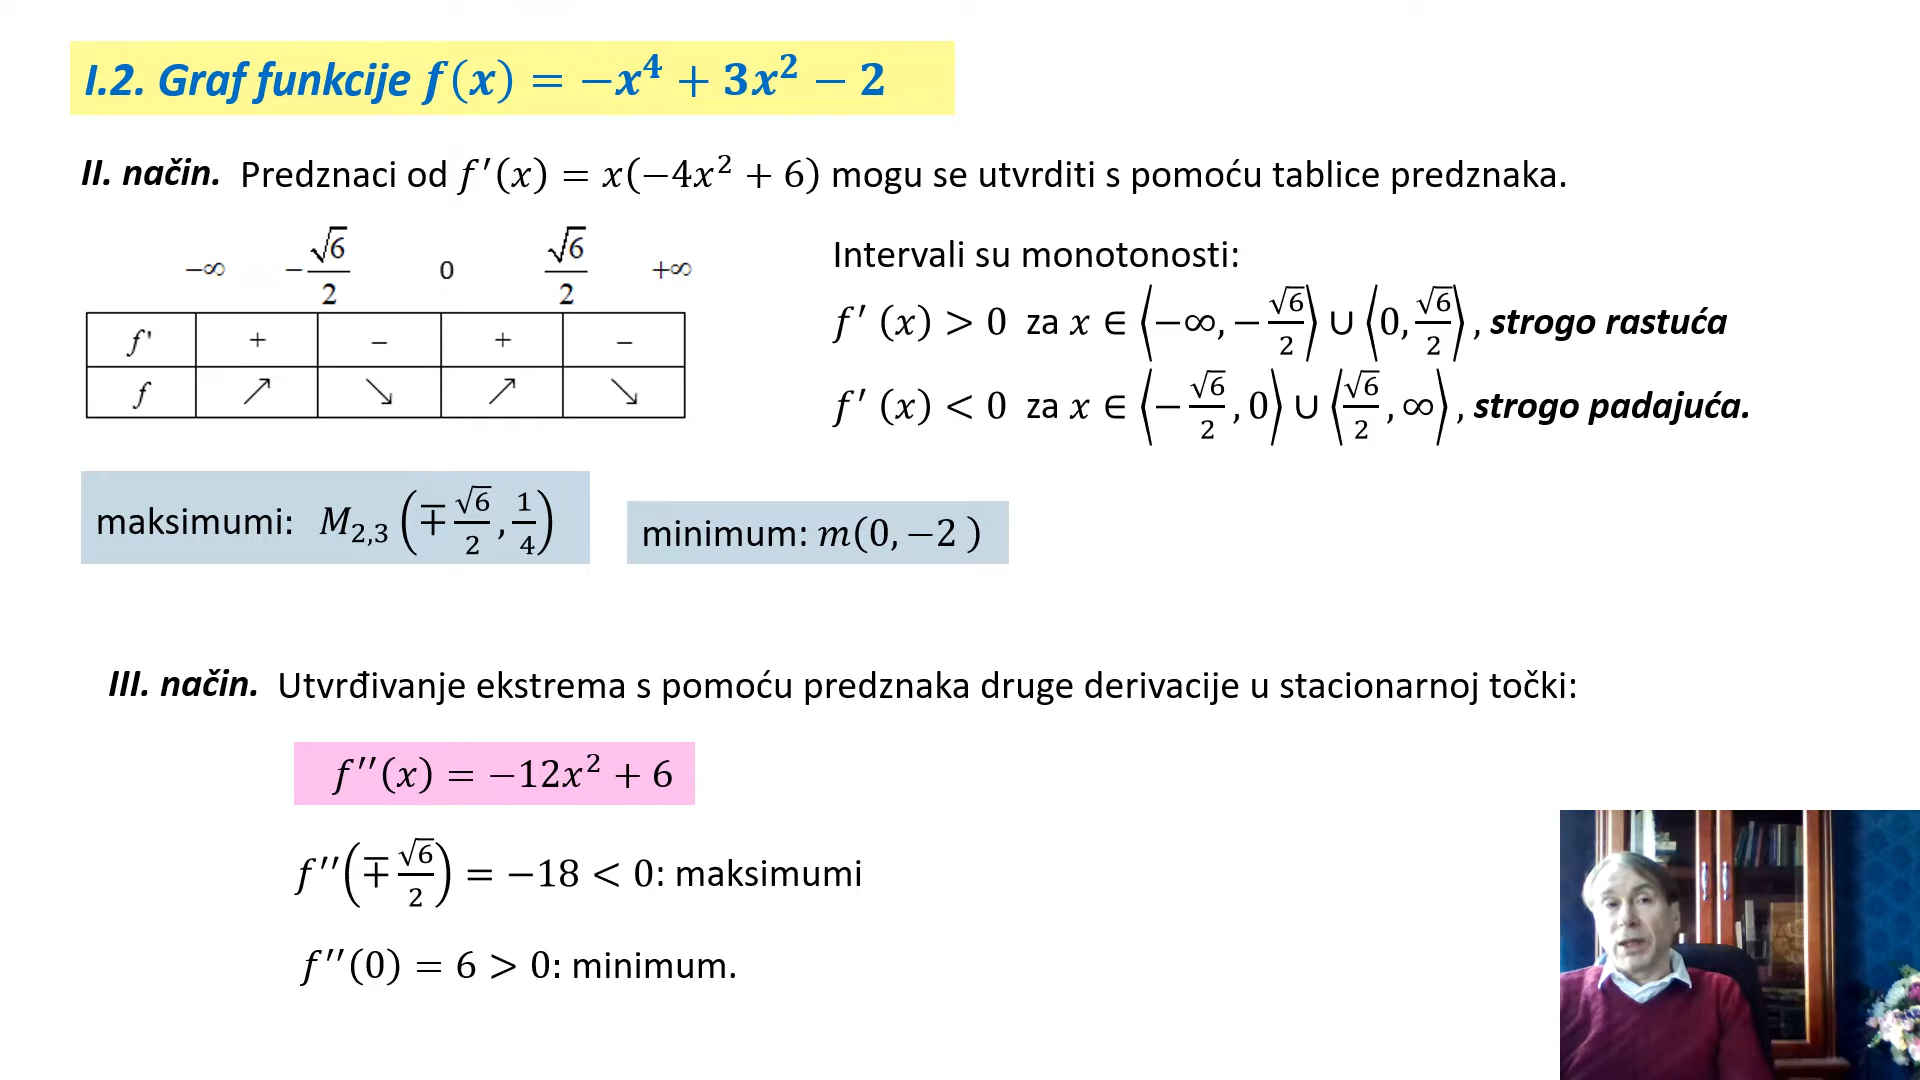 I.2. Graf funkcije f(x) = −x⁴ + 3x² − 2
II. način. Predznaci od f′(x) = x(−4x² + 6) mogu se utvrditi s pomoću tablice predznaka.
−∞ −√6/2 0 √6/2 +∞
f' + − + −
f ↗ ↘ ↗ ↘
Intervali su monotonosti:
f′ (x) > 0 za x ∈ ⟨−∞, −√6/2⟩ ∪ ⟨0, √6/2⟩ , strogo rastuća
f′ (x) < 0 za x ∈ ⟨−√6/2 , 0⟩ ∪ ⟨√6/2 , ∞⟩ , strogo padajuća.
maksimumi: M₂,₃ (∓√6/2 , 1/4)
minimum: m(0, −2 )
III. način. Utvrđivanje ekstrema s pomoću predznaka druge derivacije u stacionarnoj točki:
f′′(x) = −12x² + 6
f′′(∓√6/2) = −18 < 0: maksimumi
f′′(0) = 6 > 0: minimum.